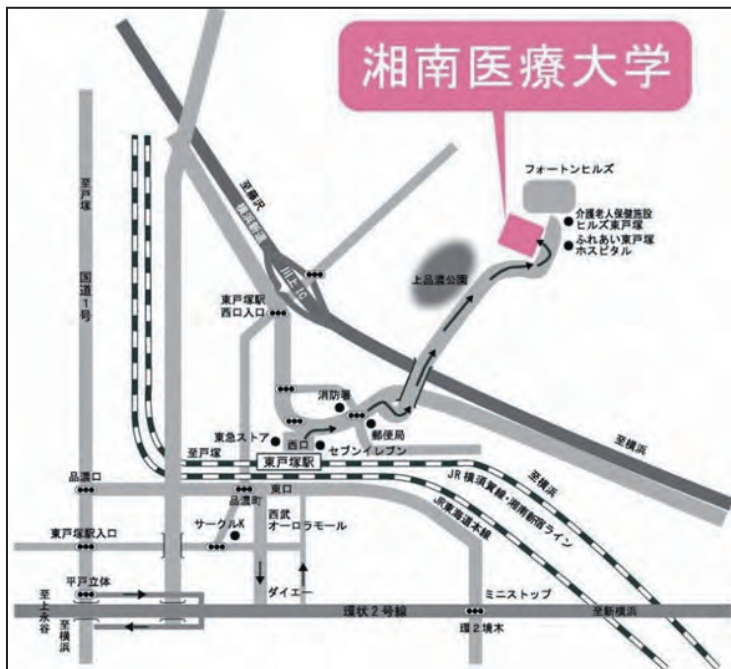 湘南医療大学
フォートンヒルズ
介護老人保健施設
ヒルズ東戸塚
ふれあい東戸塚
ホスピタル
至戸塚
国道1号
至藤沢
横浜新道
川上IC
上品濃公園
東戸塚駅
西口入口
消防署
東急ストア
西口
郵便局
セブンイレブン
至横浜
至戸塚
東戸塚駅
至横浜
JR横須賀線・湘南新宿ライン
JR東海道本線
品濃口
品濃町
東口
東戸塚駅入口
サークルK
西武
オーロラモール
平戸立体
ダイエー
ミニストップ
至上永谷
至横浜
環状2号線
環2境木
至新横浜